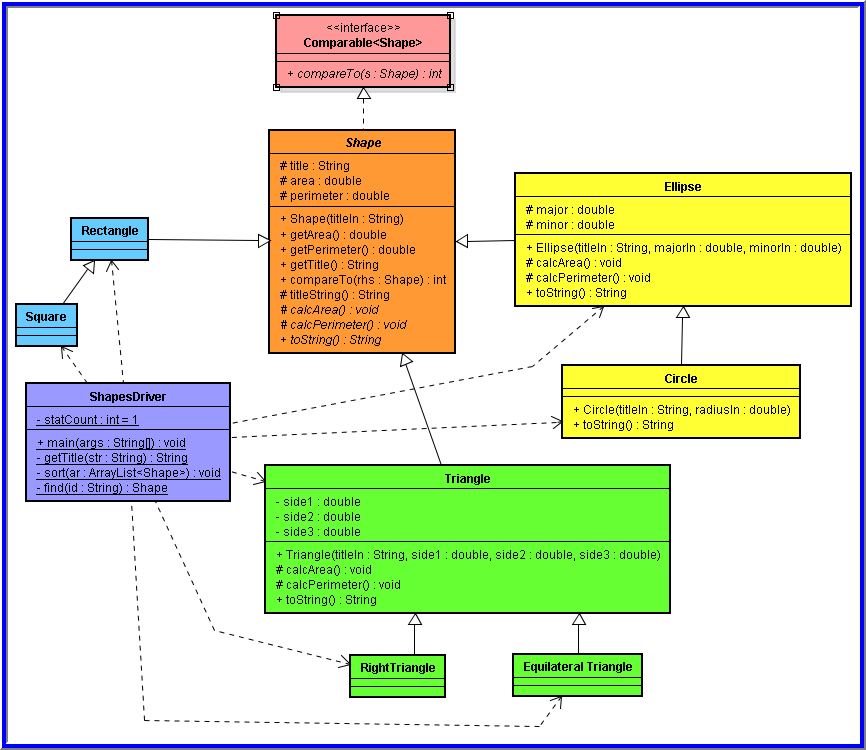 <<interface>>
Comparable<Shape>
+ compareTo(s : Shape) : int
Shape
# title : String
# area : double
# perimeter : double
+ Shape(titleIn : String)
+ getArea() : double
+ getPerimeter() : double
+ getTitle() : String
+ compareTo(rhs : Shape) : int
# titleString() : String
# calcArea() : void
# calcPerimeter() : void
+ toString() : String
Ellipse
# major : double
# minor : double
+ Ellipse(titleIn : String, majorIn : double, minorIn : double)
# calcArea() : void
# calcPerimeter() : void
+ toString() : String
Rectangle
Square
Circle
+ Circle(titleIn : String, radiusIn : double)
+ toString() : String
ShapesDriver
- statCount : int = 1
+ main(args : String[]) : void
- getTitle(str : String) : String
- sort(ar : ArrayList<Shape>) : void
- find(id : String) : Shape
Triangle
- side1 : double
- side2 : double
- side3 : double
+ Triangle(titleIn : String, side1 : double, side2 : double, side3 : double)
# calcArea() : void
# calcPerimeter() : void
+ toString() : String
RightTriangle
Equilateral Triangle